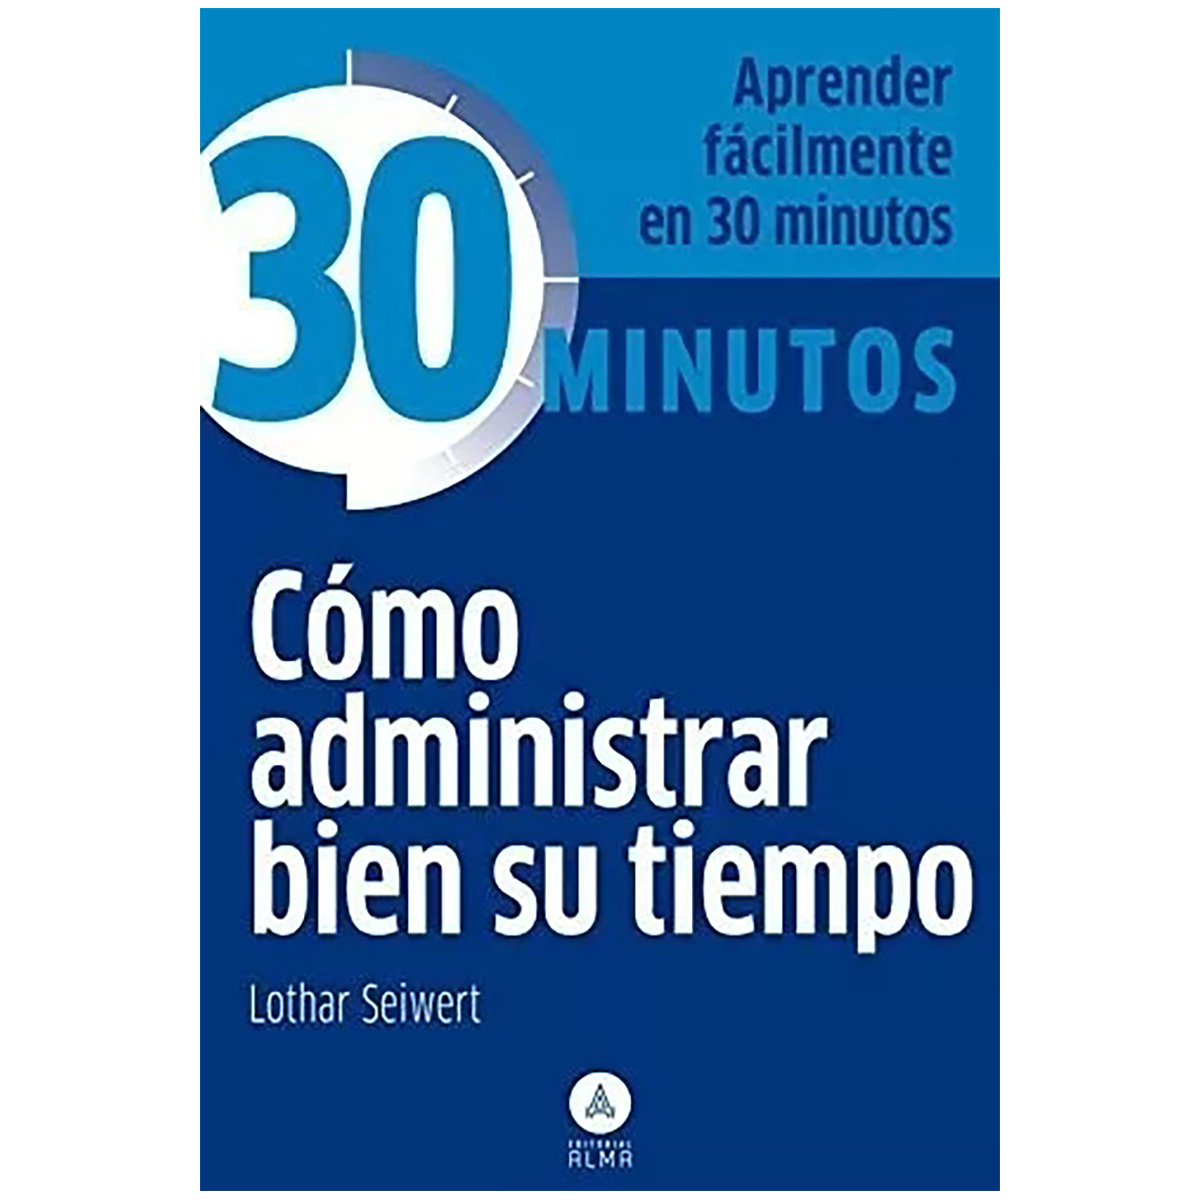 Aprender
fácilmente
en 30 minutos
30
MINUTOS
Cómo
administrar
bien su tiempo
Lothar Seiwert
EDITORIAL
ALMA